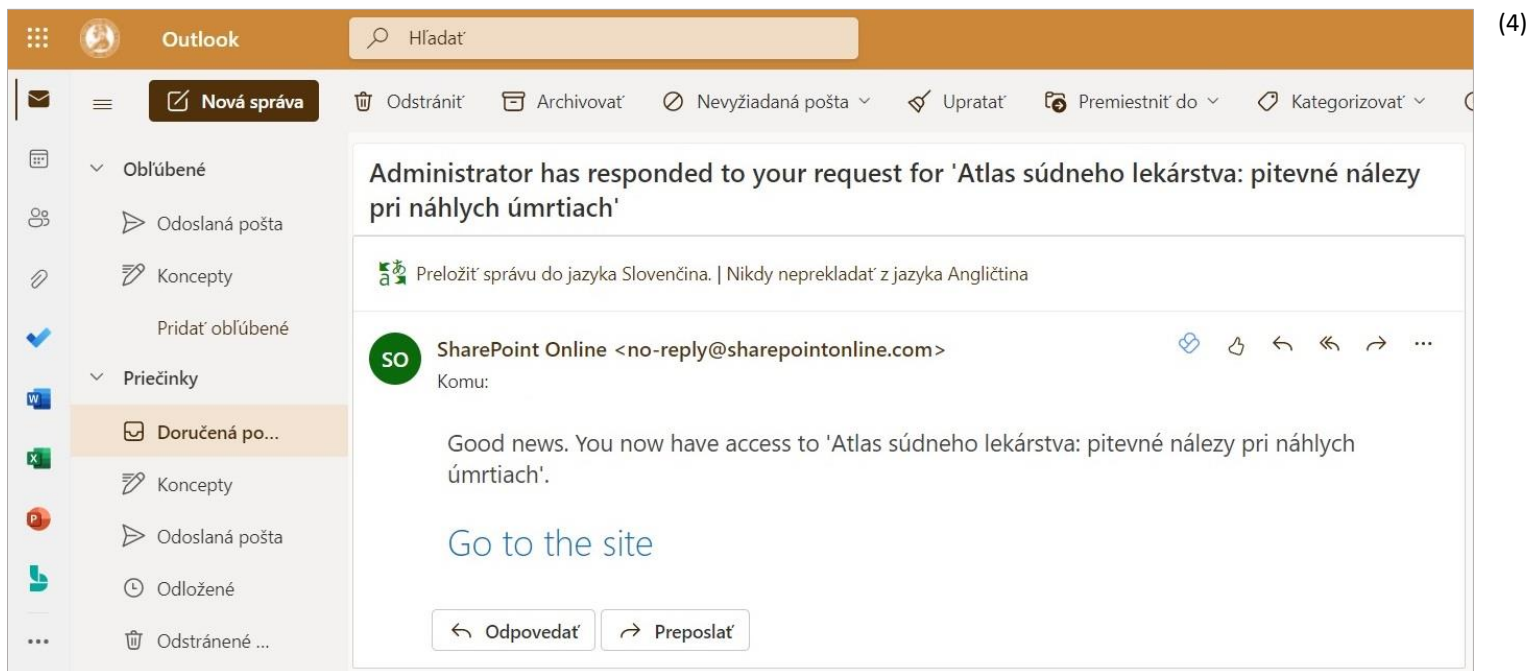 (4)
Outlook
Hľadať
Nová správa
Odstrániť
Archivovať
Nevyžiadaná pošta
Upratať
Premiestniť do
Kategorizovať
Obľúbené
Odoslaná pošta
Koncepty
Pridať obľúbené
Priečinky
Doručená po...
Koncepty
Odoslaná pošta
Odložené
Odstránené ...
Administrator has responded to your request for 'Atlas súdneho lekárstva: pitevné nálezy
pri náhlych úmrtiach'
Preložiť správu do jazyka Slovenčina. | Nikdy neprekladať z jazyka Angličtina
SO
SharePoint Online <no-reply@sharepointonline.com>
Komu:
Good news. You now have access to 'Atlas súdneho lekárstva: pitevné nálezy pri náhlych
úmrtiach'.
Go to the site
Odpovedať
Preposlať